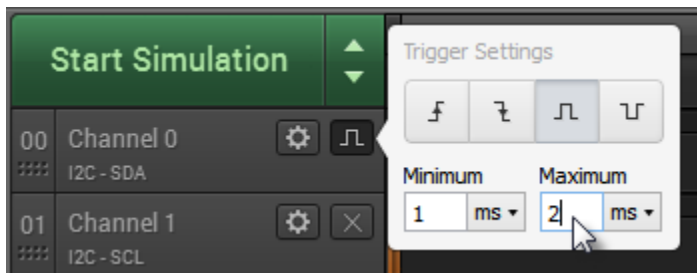 Start Simulation
Trigger Settings
00 Channel 0
I2C - SDA
Minimum Maximum
1 ms 2 ms
01 Channel 1
I2C - SCL